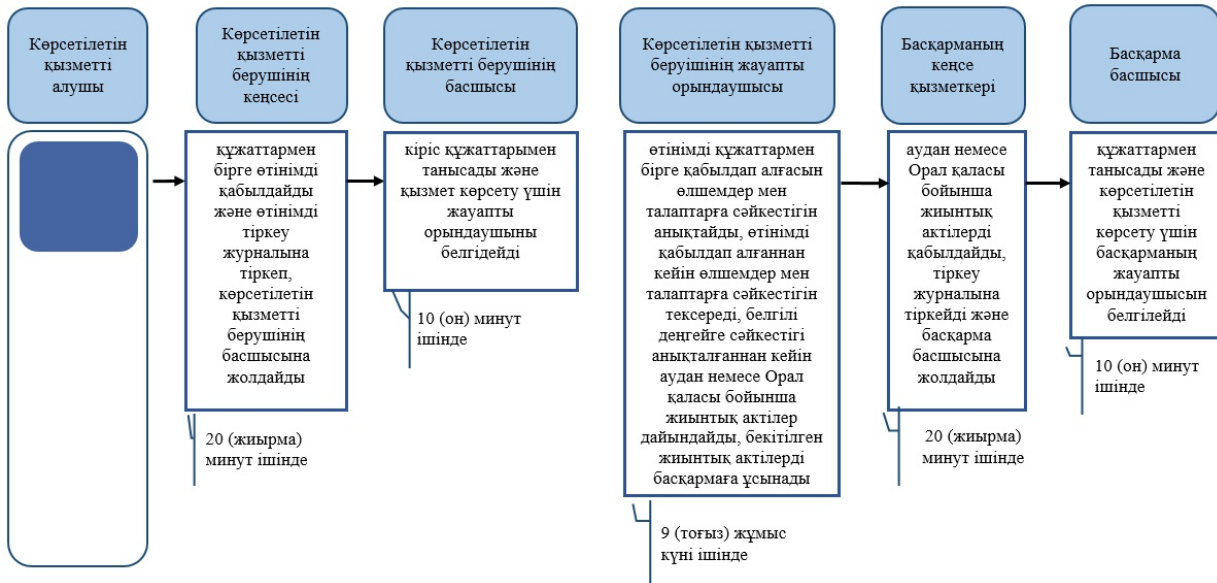 Көрсетілетін
қызметті
алушы
Көрсетілетін
қызметті
берушінің
кеңсесі
Көрсетілетін
қызметті берушінің
басшысы
Көрсетілетін қызметті
беруішінің жауапты
орындаушысы
Басқарманың
кеңсе
қызметкері
Басқарма
басшысы
құжаттармен
бірге өтінімді
қабылдайды
және өтінімді
тіркеу
журналына
тіркеп,
көрсетілетін
қызметті
берушінің
басшысына
жолдайды
20 (жиырма)
минут ішінде
кіріс құжаттарымен
танысады және
қызмет көрсету үшін
жауапты
орындаушыны
белгідейді
10 (он) минут
ішінде
өтінімді құжаттармен
бірге қабылдап алғасын
өлшемдер мен
талаптарға сәйкестігін
анықтайды, өтінімді
қабылдап алғаннан
кейін өлшемдер мен
талаптарға сәйкестігін
тексереді, белгілі
деңгейге сәйкестігі
анықталғаннан кейін
аудан немесе Орал
қаласы бойынша
жиынтық актілер
дайындайды, бекітілген
жиынтық актілерді
басқармаға ұсынады
9 (тоғыз) жұмыс
күні ішінде
аудан немесе
Орал қаласы
бойынша
жиынтық
актілерді
қабылдайды,
тіркеу
журналына
тіркейді және
басқарма
басшысына
жолдайды
20 (жиырма)
минут ішінде
құжаттармен
танысады және
көрсетілетін
қызметті
көрсету үшін
басқарманың
жауапты
орындаушысын
белгілейді
10 (он) минут
ішінде